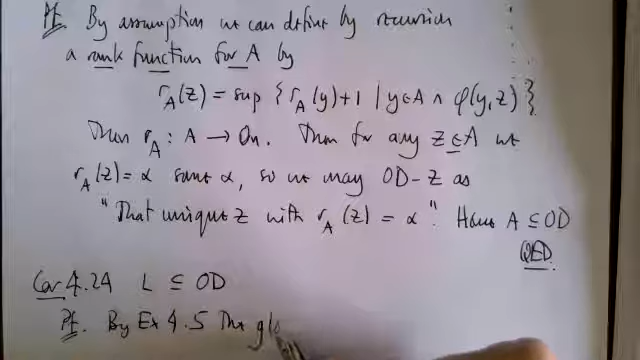 Pf. By assumption we can define by recursion
a rank function for A by
r_A(z) = sup {r_A(y)+1 | y∈A ∧ φ(y,z)}
Then r_A : A → On. Then for any z∈A we
r_A(z) = α some α, so we may OD-z as
"That unique z with r_A(z) = α". Hence A ⊆ OD
QED.
Cor 4.24 L ⊆ OD
Pf. By Ex 4.5 The glo